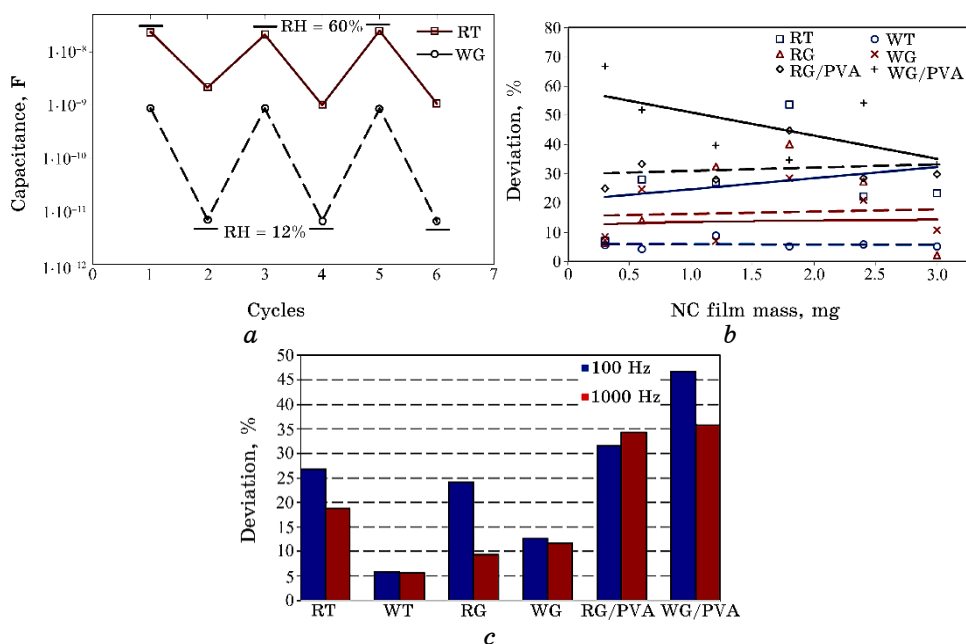 Capacitance, F
1·10⁻⁸
1·10⁻⁹
1·10⁻¹⁰
1·10⁻¹¹
1·10⁻¹²
RH = 60%
RH = 12%
RT
WG
0 1 2 3 4 5 6 7
Cycles
a
Deviation, %
80
70
60
50
40
30
20
10
0
RT WT
RG WG
RG/PVA WG/PVA
0 0.5 1.0 1.5 2.0 2.5 3.0
NC film mass, mg
b
Deviation, %
50
45
40
35
30
25
20
15
10
5
0
100 Hz
1000 Hz
RT WT RG WG RG/PVA WG/PVA
c